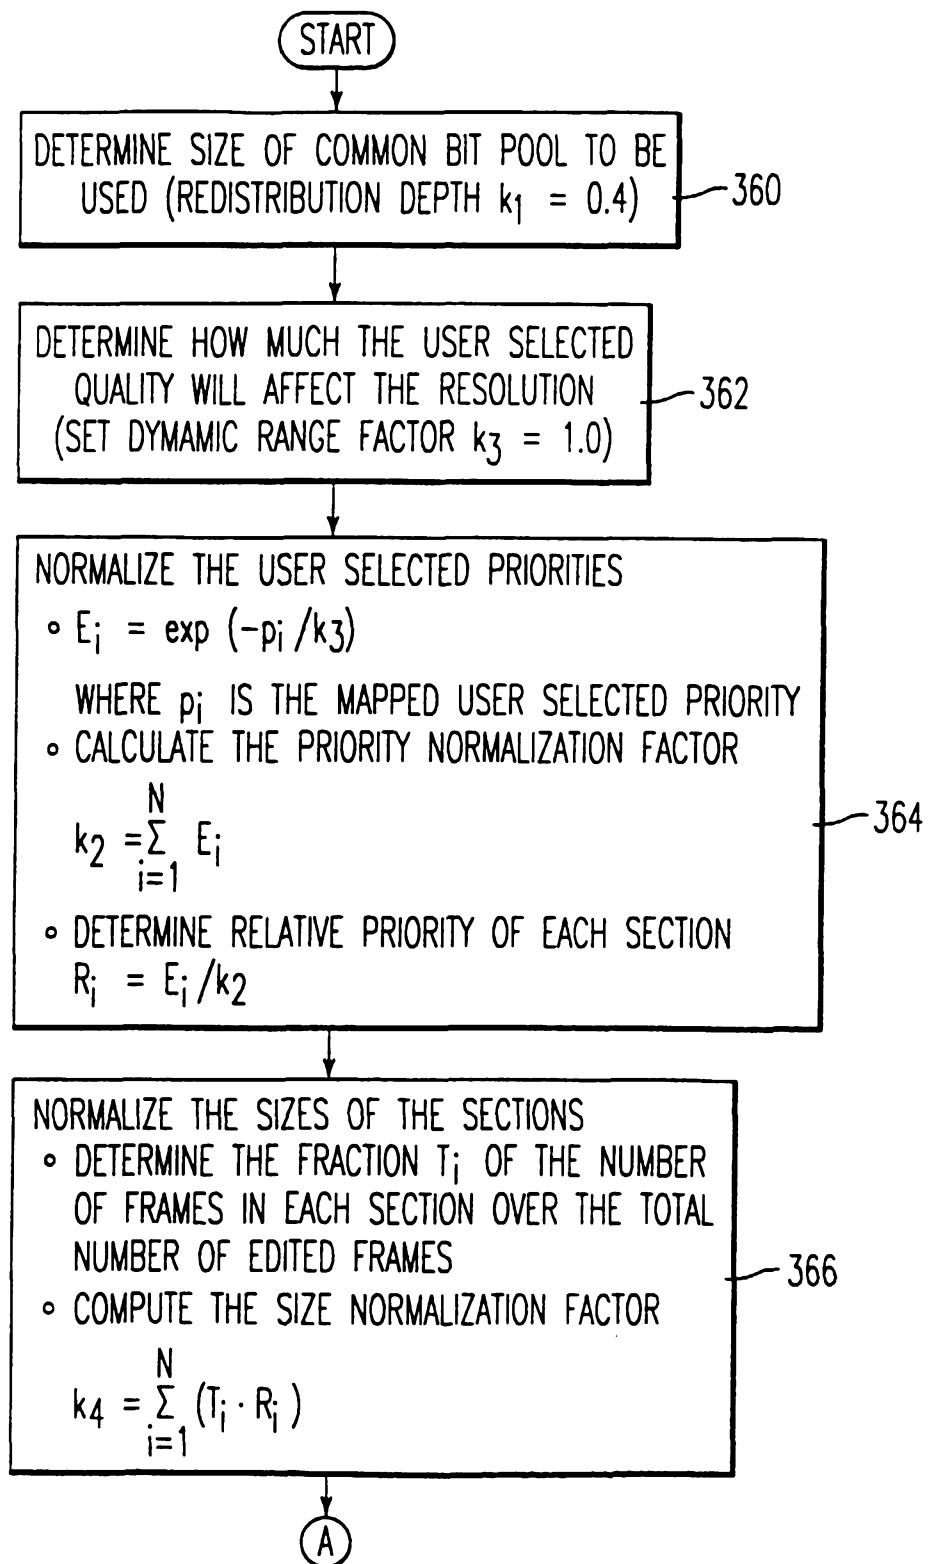 START
DETERMINE SIZE OF COMMON BIT POOL TO BE
USED (REDISTRIBUTION DEPTH k1 = 0.4)
360
DETERMINE HOW MUCH THE USER SELECTED
QUALITY WILL AFFECT THE RESOLUTION
(SET DYMAMIC RANGE FACTOR k3 = 1.0)
362
NORMALIZE THE USER SELECTED PRIORITIES
∘ Ei = exp (-pi /k3)
WHERE pi IS THE MAPPED USER SELECTED PRIORITY
∘ CALCULATE THE PRIORITY NORMALIZATION FACTOR
N
k2 = Σ Ei
i=1
364
∘ DETERMINE RELATIVE PRIORITY OF EACH SECTION
Ri = Ei /k2
NORMALIZE THE SIZES OF THE SECTIONS
∘ DETERMINE THE FRACTION Ti OF THE NUMBER
OF FRAMES IN EACH SECTION OVER THE TOTAL
NUMBER OF EDITED FRAMES
366
∘ COMPUTE THE SIZE NORMALIZATION FACTOR
N
k4 = Σ (Ti · Ri )
i=1
A